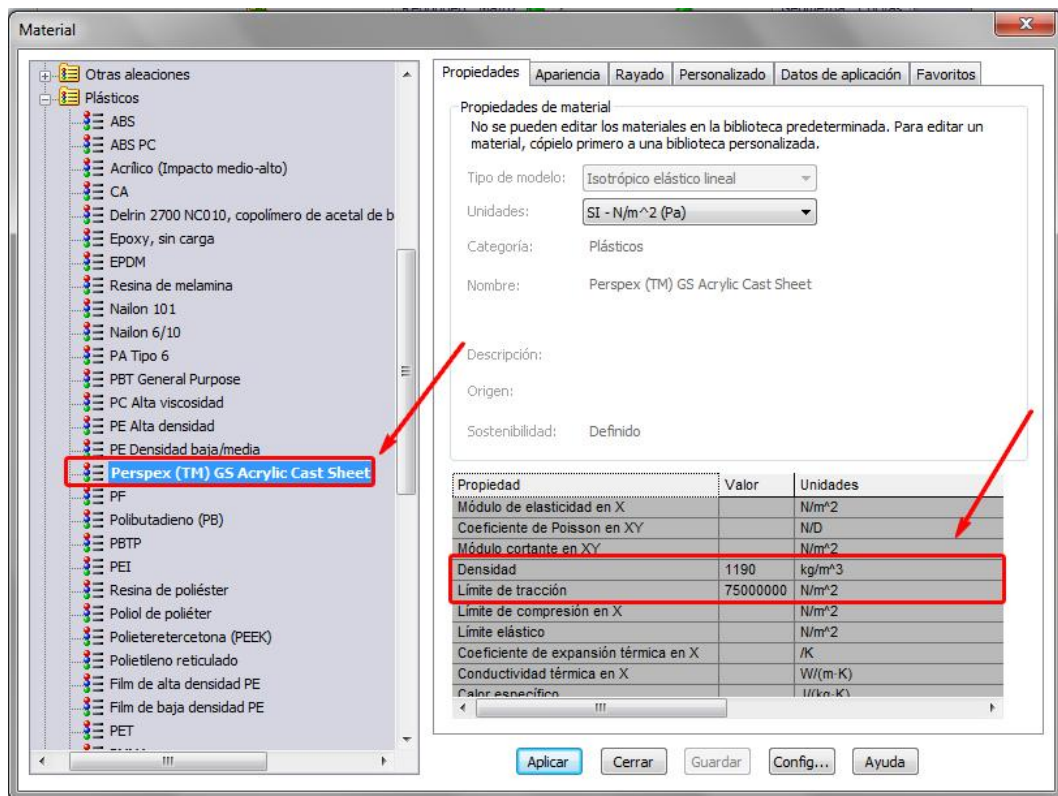 Material
Otras aleaciones
Plásticos
ABS
ABS PC
Acrílico (Impacto medio-alto)
CA
Delrin 2700 NC010, copolímero de acetal de b
Epoxy, sin carga
EPDM
Resina de melamina
Nailon 101
Nailon 6/10
PA Tipo 6
PBT General Purpose
PC Alta viscosidad
PE Alta densidad
PE Densidad baja/media
Perspex (TM) GS Acrylic Cast Sheet
PF
Polibutadieno (PB)
PBTP
PEI
Resina de poliéster
Poliol de poliéter
Polieteretercetona (PEEK)
Polietileno reticulado
Film de alta densidad PE
Film de baja densidad PE
PET
Propiedades Apariencia Rayado Personalizado Datos de aplicación Favoritos
Propiedades de material
No se pueden editar los materiales en la biblioteca predeterminada. Para editar un
material, cópielo primero a una biblioteca personalizada.
Tipo de modelo: Isotrópico elástico lineal
Unidades: SI - N/m^2 (Pa)
Categoría: Plásticos
Nombre: Perspex (TM) GS Acrylic Cast Sheet
Descripción:
Origen:
Sostenibilidad: Definido
Propiedad Valor Unidades
Módulo de elasticidad en X N/m^2
Coeficiente de Poisson en XY N/D
Módulo cortante en XY N/m^2
Densidad 1190 kg/m^3
Límite de tracción 75000000 N/m^2
Límite de compresión en X N/m^2
Límite elástico N/m^2
Coeficiente de expansión térmica en X /K
Conductividad térmica en X W/(m·K)
Calor específico J/(kg·K)
Aplicar Cerrar Guardar Config... Ayuda